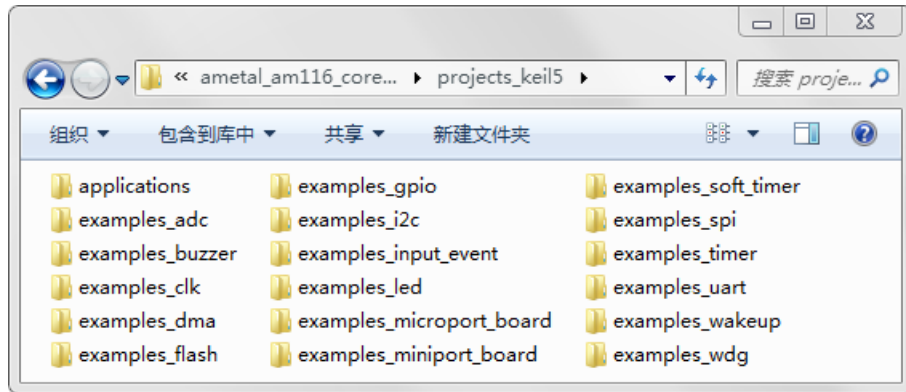 « ametal_am116_core... ▸ projects_keil5 ▸ 搜索 proje...
组织 包含到库中 共享 新建文件夹
applications examples_gpio examples_soft_timer
examples_adc examples_i2c examples_spi
examples_buzzer examples_input_event examples_timer
examples_clk examples_led examples_uart
examples_dma examples_microport_board examples_wakeup
examples_flash examples_miniport_board examples_wdg